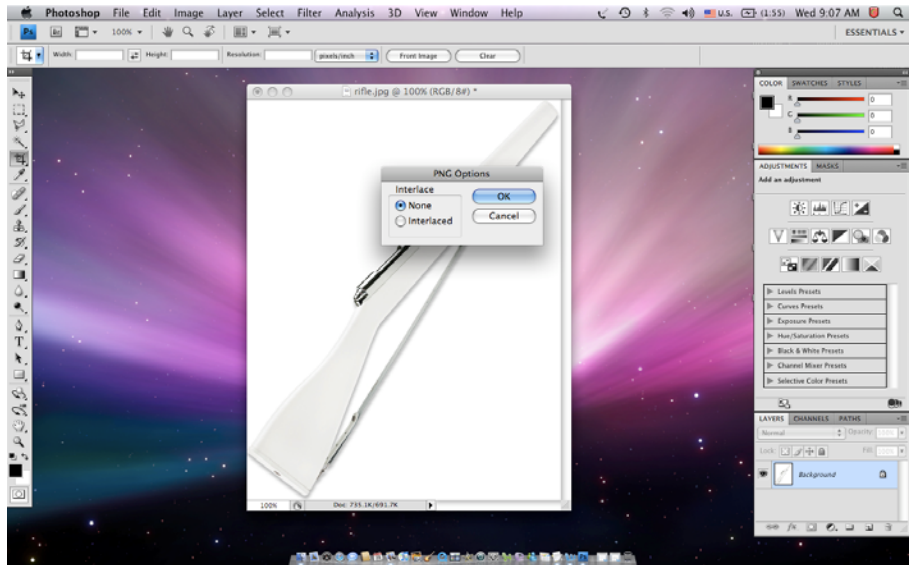 Photoshop File Edit Image Layer Select Filter Analysis 3D View Window Help U.S. (1:55) Wed 9:07 AM
Ps Br 100% ESSENTIALS
Width: Height: Resolution: pixels/inch Front Image Clear
rifle.jpg @ 100% (RGB/8#) *
PNG Options
Interlace
None
Interlaced
OK
Cancel
100% Doc: 735.1K/691.7K
COLOR SWATCHES STYLES
R 0
G 0
B 0
ADJUSTMENTS MASKS
Add an adjustment
Levels Presets
Curves Presets
Exposure Presets
Hue/Saturation Presets
Black & White Presets
Channel Mixer Presets
Selective Color Presets
LAYERS CHANNELS PATHS
Normal Opacity: 100%
Lock: Fill: 100%
Background